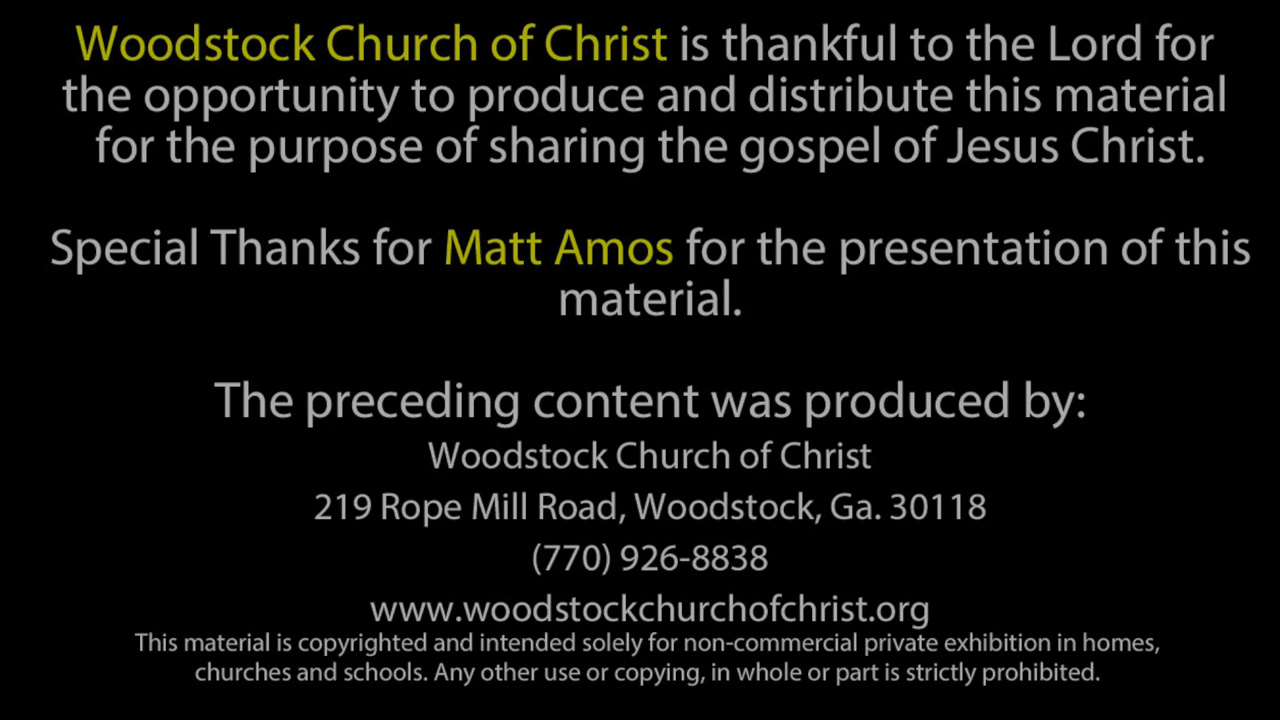 Woodstock Church of Christ is thankful to the Lord for
the opportunity to produce and distribute this material
for the purpose of sharing the gospel of Jesus Christ.
Special Thanks for Matt Amos for the presentation of this
material.
The preceding content was produced by:
Woodstock Church of Christ
219 Rope Mill Road, Woodstock, Ga. 30118
(770) 926-8838
www.woodstockchurchofchrist.org
This material is copyrighted and intended solely for non-commercial private exhibition in homes,
churches and schools. Any other use or copying, in whole or part is strictly prohibited.